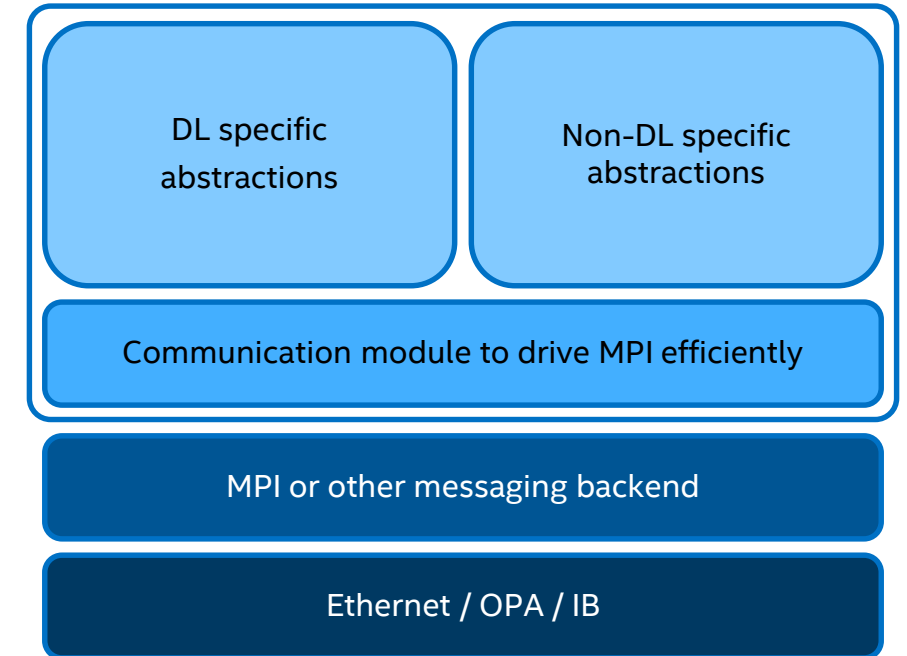 DL specific
abstractions
Non-DL specific
abstractions
Communication module to drive MPI efficiently
MPI or other messaging backend
Ethernet / OPA / IB